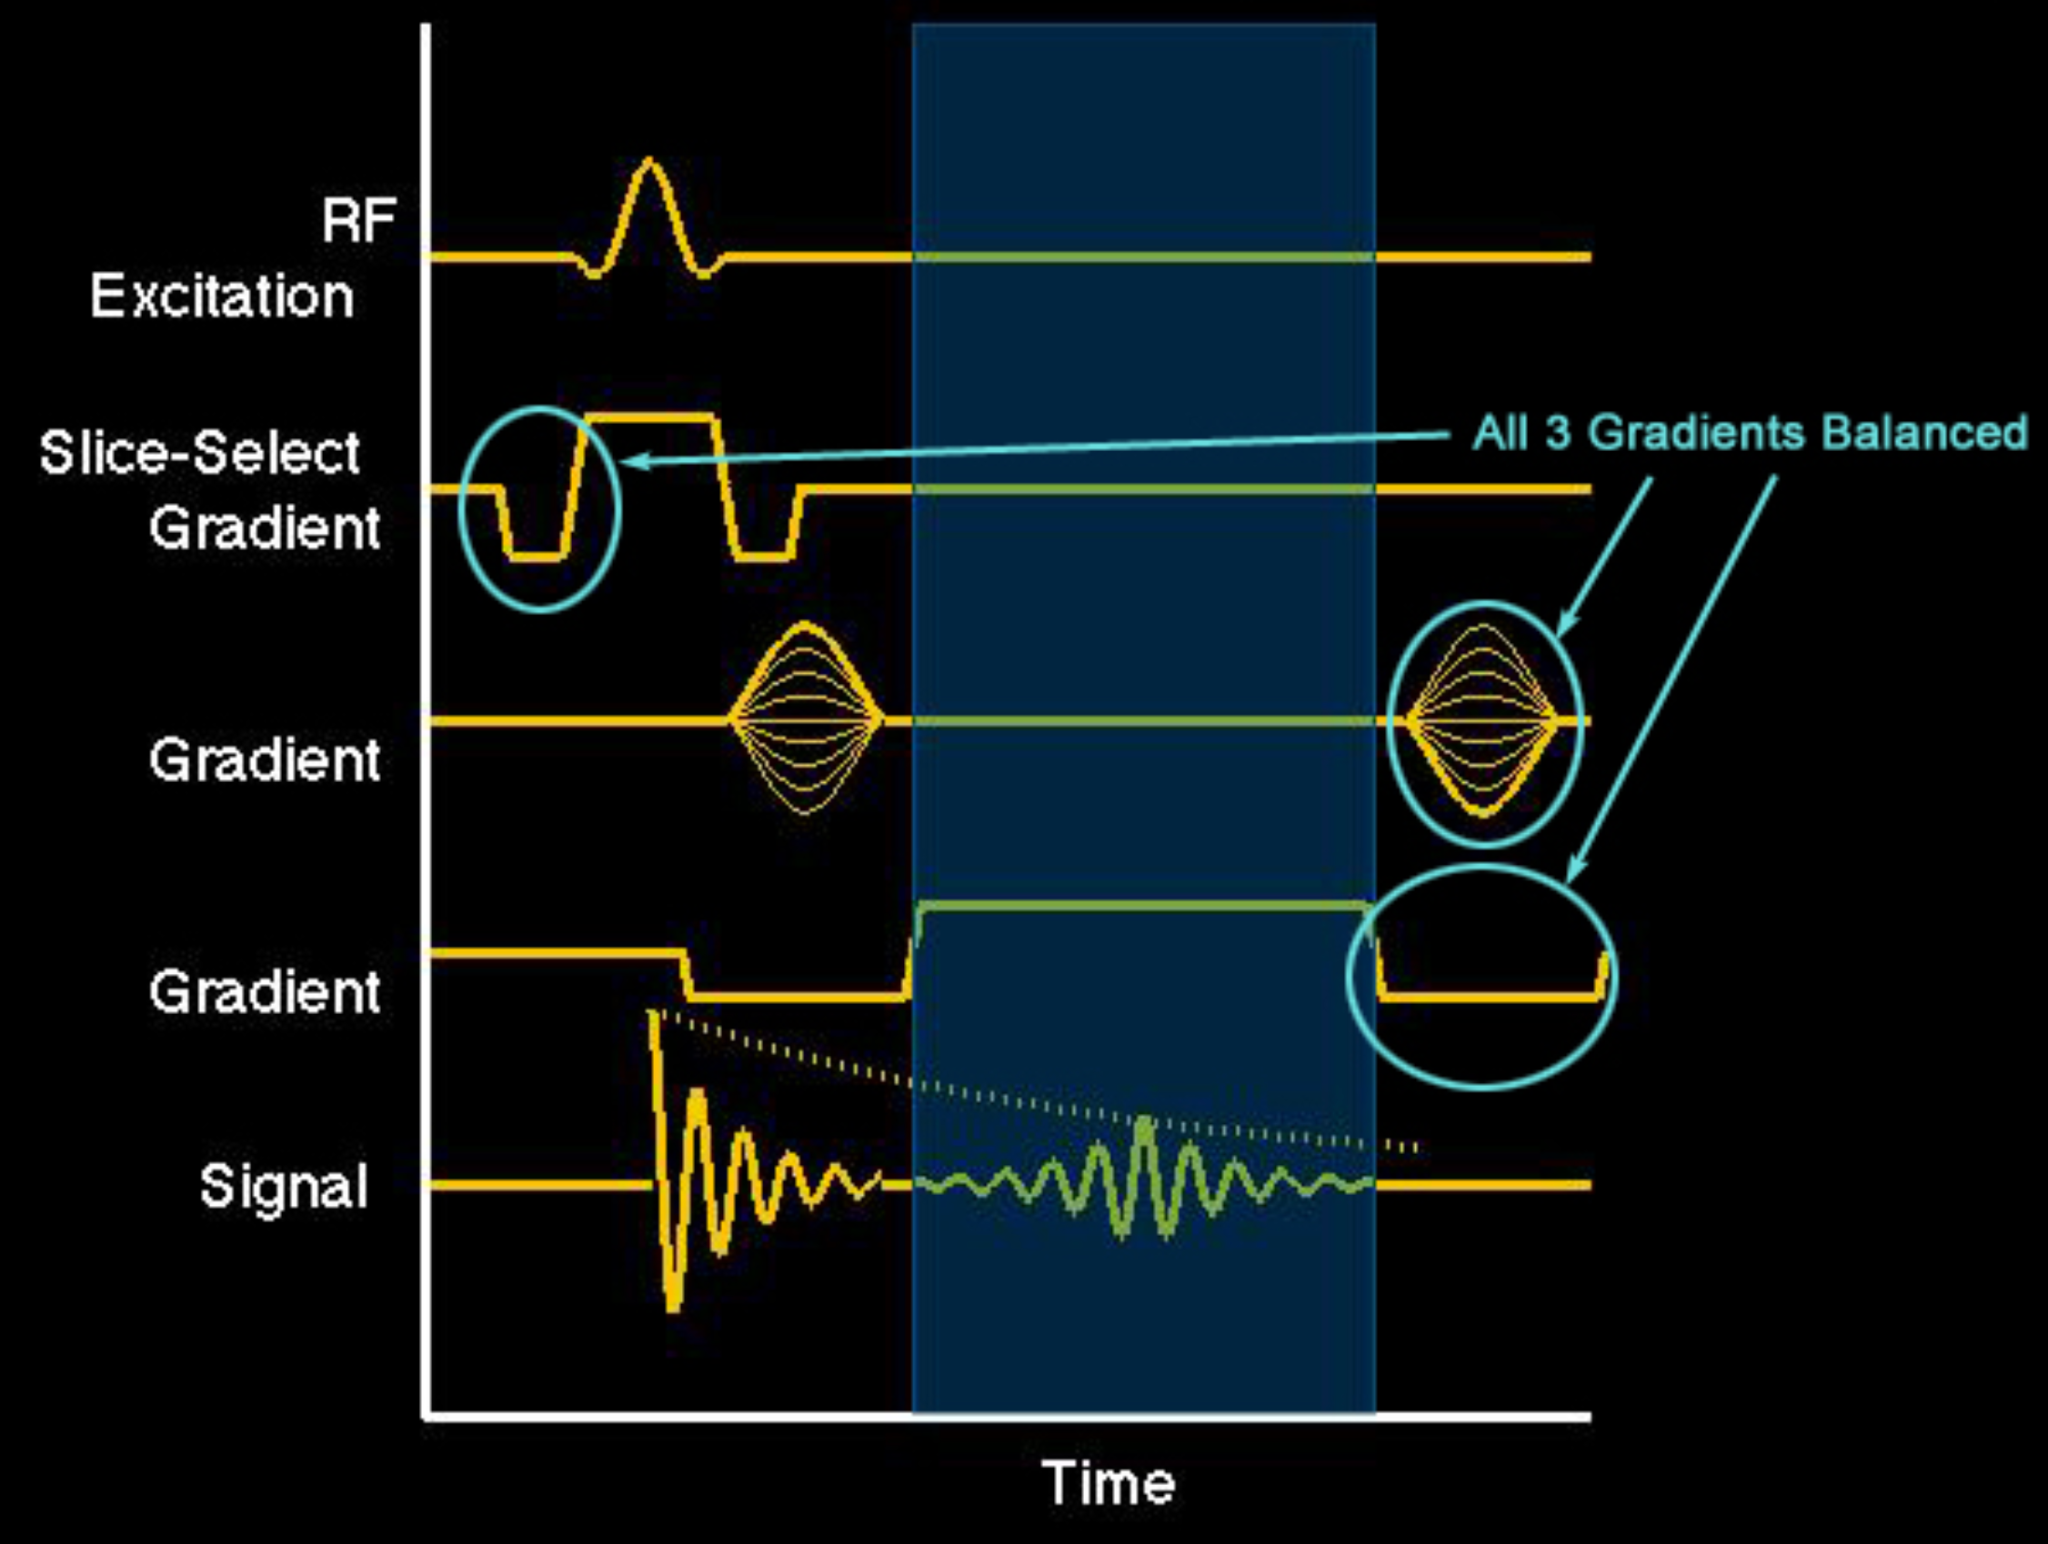 RF
Excitation
Slice-Select
Gradient
All 3 Gradients Balanced
Gradient
Gradient
Signal
Time